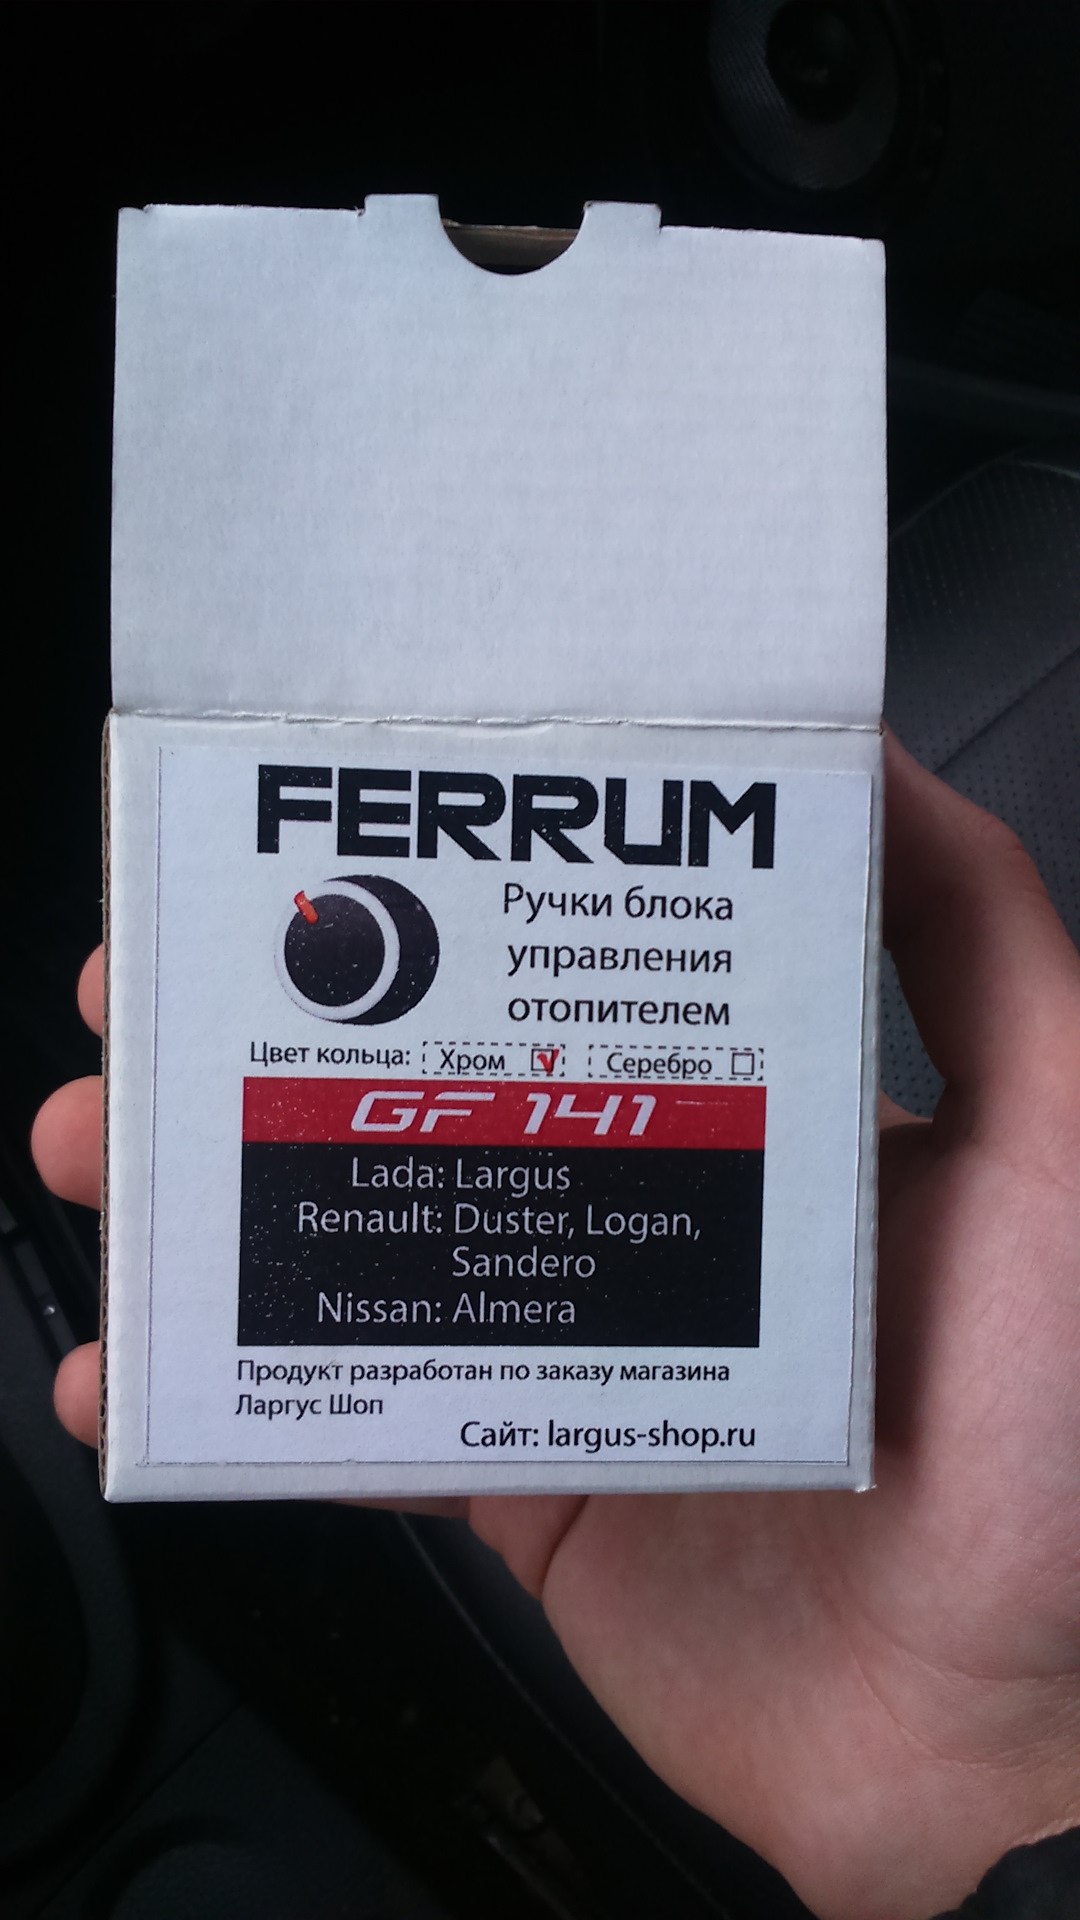 FERRUM
Ручки блока
управления
отопителем
Цвет кольца: Хром Серебро
GF 141
Lada: Largus
Renault: Duster, Logan,
Sandero
Nissan: Almera
Продукт разработан по заказу магазина
Ларгус Шоп
Сайт: largus-shop.ru